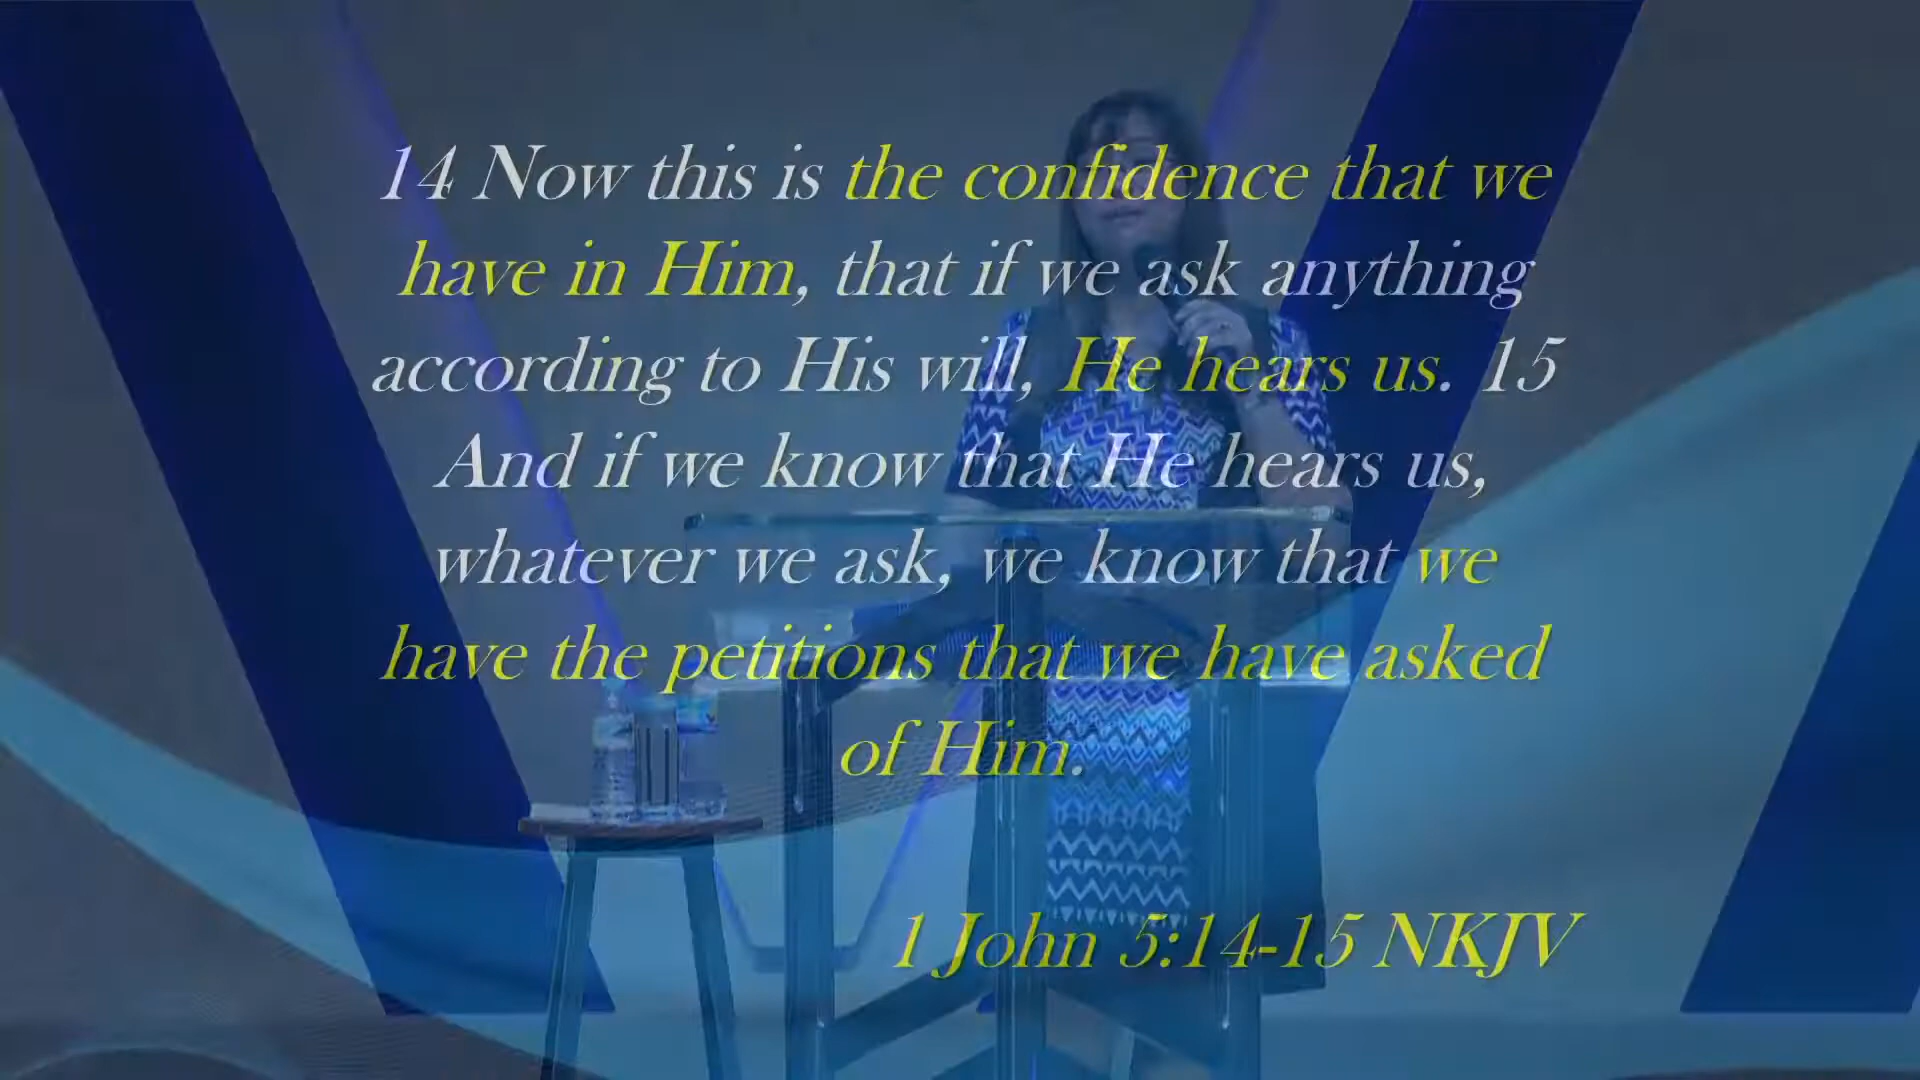 14 Now this is the confidence that we
have in Him, that if we ask anything
according to His will, He hears us. 15
And if we know that He hears us,
whatever we ask, we know that we
have the petitions that we have asked
of Him.
1 John 5:14-15 NKJV